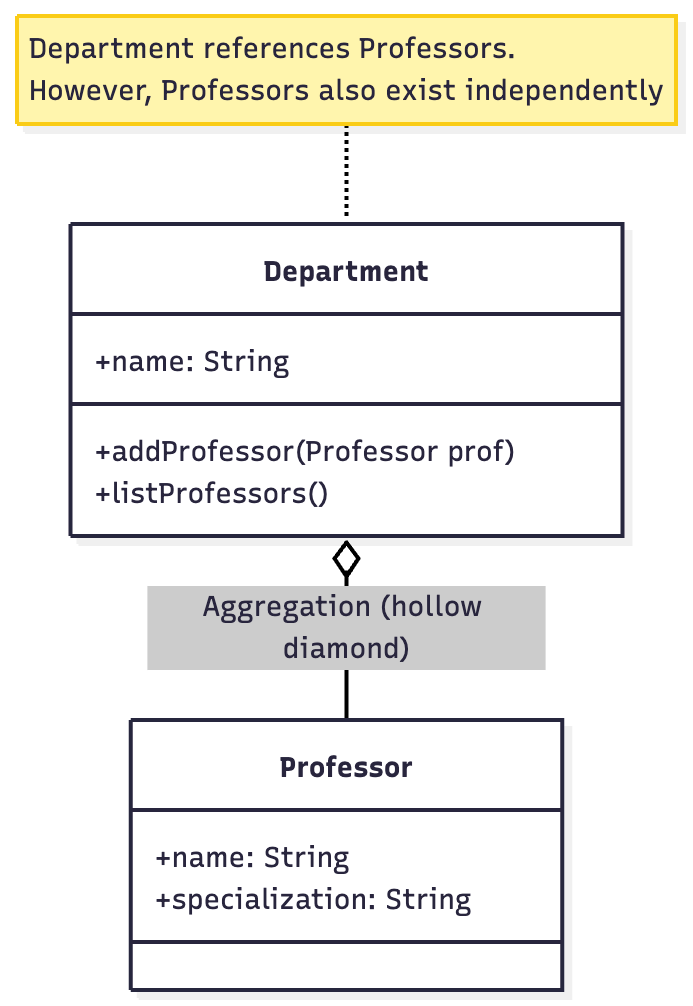 Department references Professors.
However, Professors also exist independently
Department
+name: String
+addProfessor(Professor prof)
+listProfessors()
Aggregation (hollow
diamond)
Professor
+name: String
+specialization: String